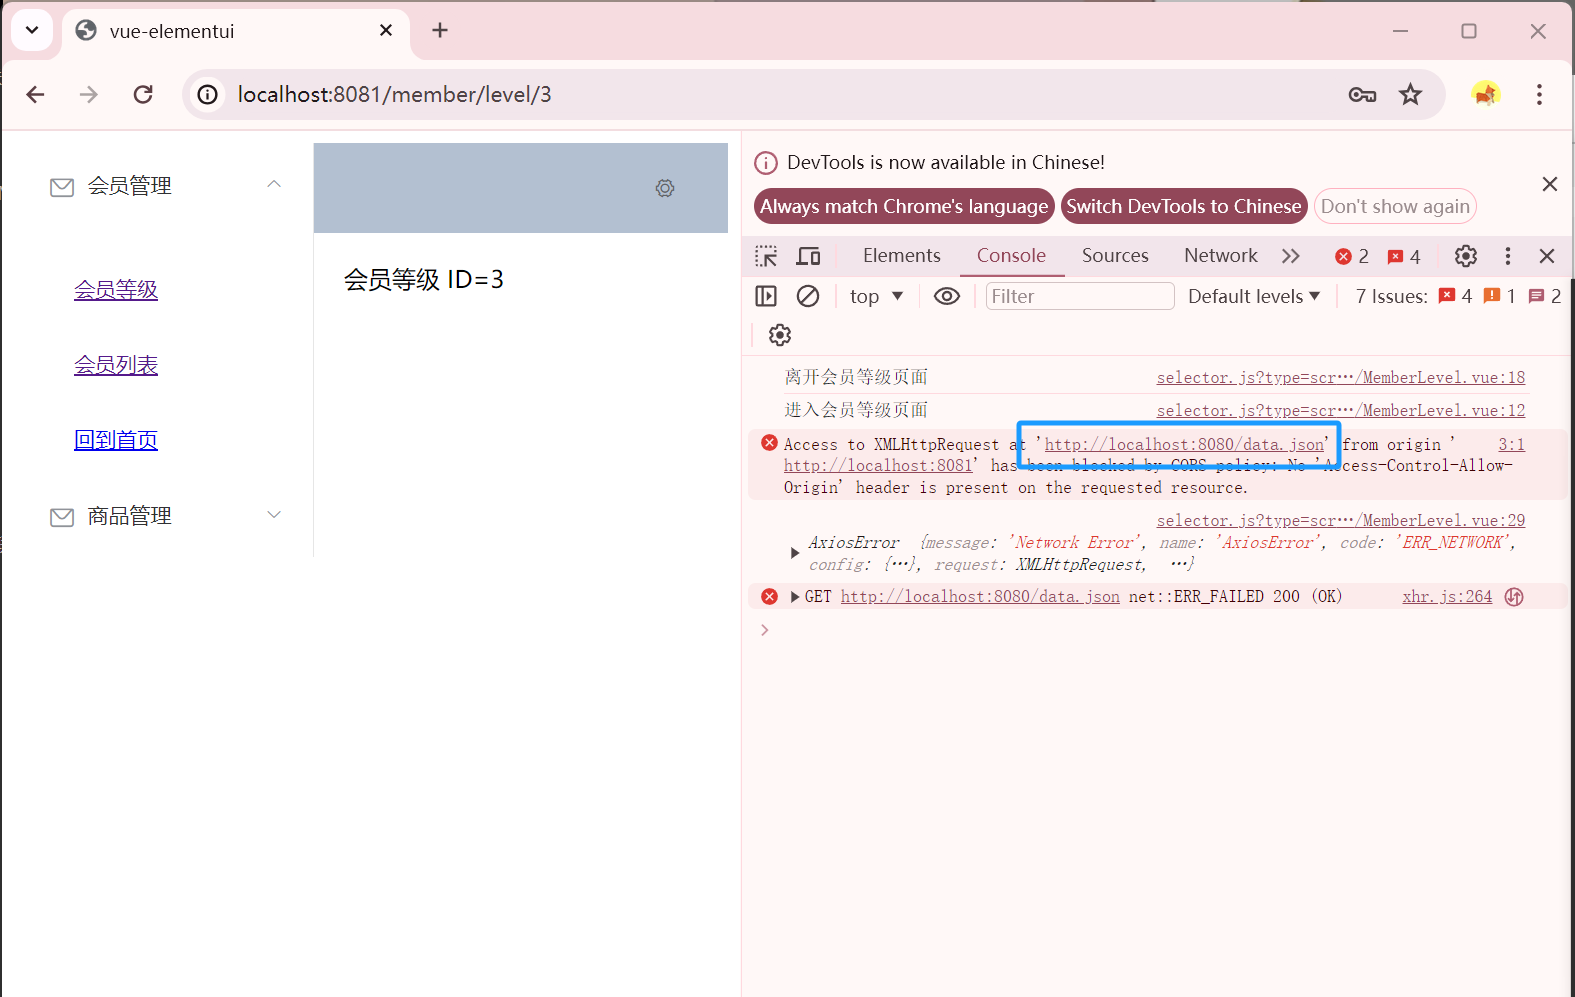 vue-elementui
localhost:8081/member/level/3
会员管理
会员等级
会员列表
回到首页
商品管理
会员等级 ID=3
DevTools is now available in Chinese!
Always match Chrome's language
Switch DevTools to Chinese
Don't show again
Elements Console Sources Network 2 4
top Filter Default levels 7 Issues: 4 1 2
离开会员等级页面 selector.js?type=scr…/MemberLevel.vue:18
进入会员等级页面 selector.js?type=scr…/MemberLevel.vue:12
Access to XMLHttpRequest at 'http://localhost:8080/data.json' from origin ' 3:1
http://localhost:8081' has been blocked by CORS policy: No 'Access-Control-Allow-
Origin' header is present on the requested resource.
selector.js?type=scr…/MemberLevel.vue:29
AxiosError {message: 'Network Error', name: 'AxiosError', code: 'ERR_NETWORK',
config: {…}, request: XMLHttpRequest, …}
GET http://localhost:8080/data.json net::ERR_FAILED 200 (OK) xhr.js:264